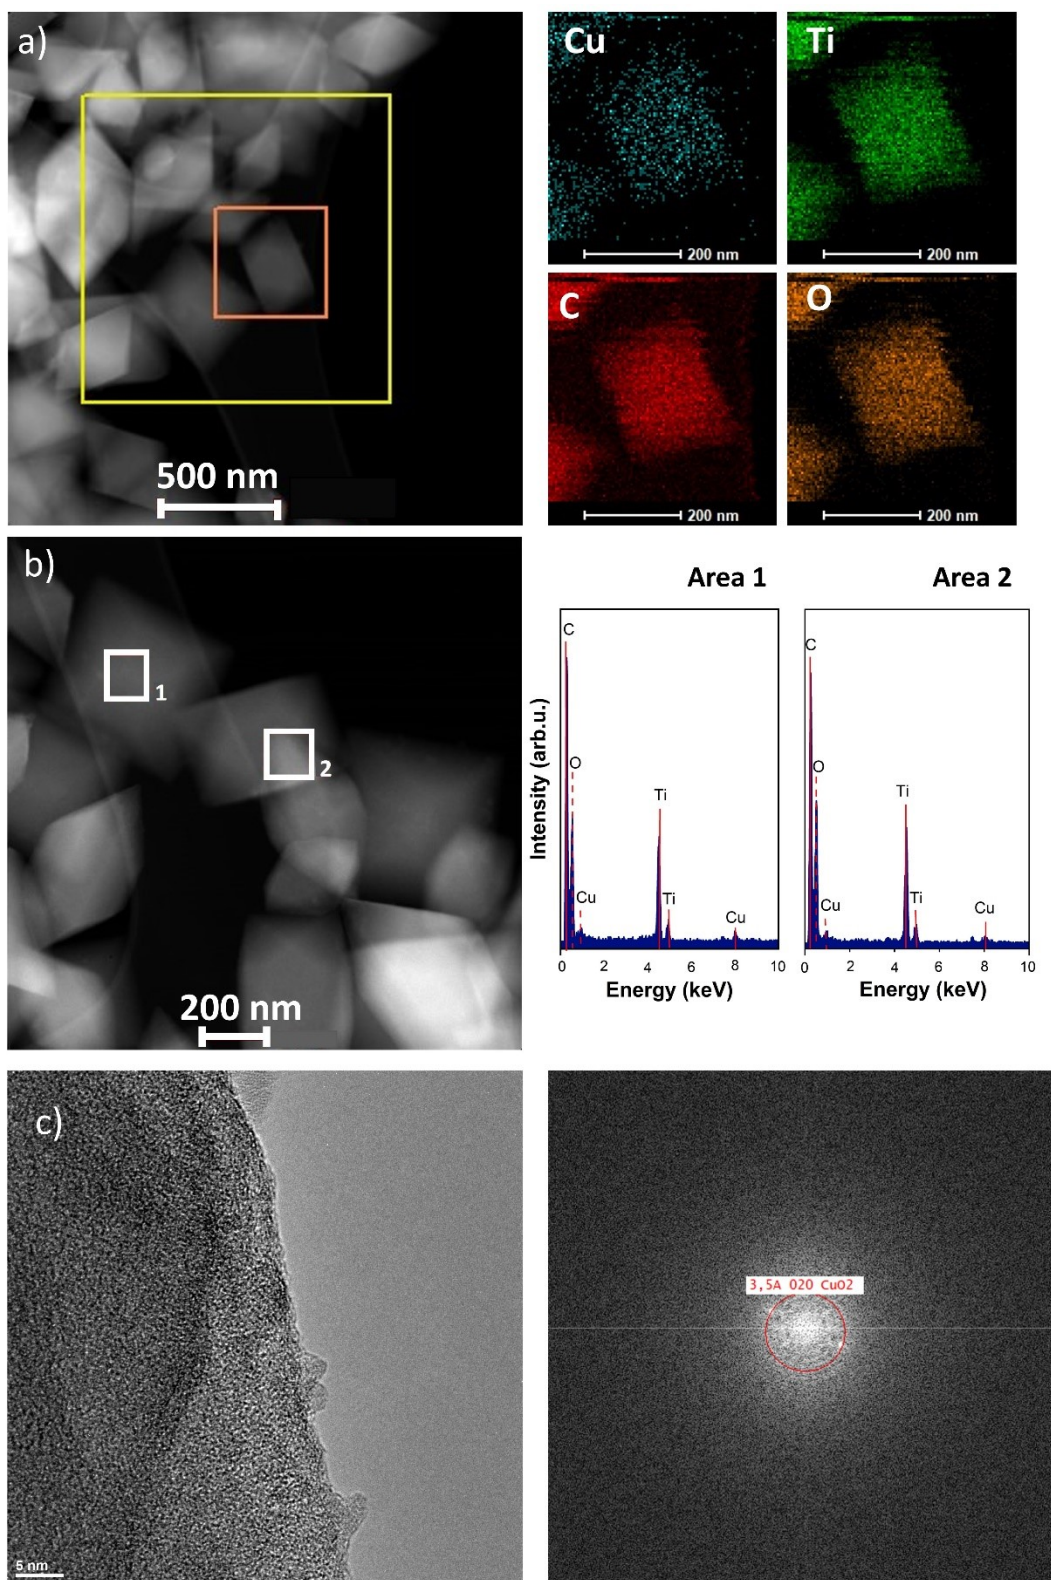 a)
500 nm
Cu
200 nm
Ti
200 nm
C
200 nm
O
200 nm
b)
1
2
200 nm
Area 1
Area 2
Intensity (arb.u.)
C
O
Cu
Ti
Ti
Cu
0 2 4 6 8 10
Energy (keV)
C
O
Cu
Ti
Ti
Cu
0 2 4 6 8 10
Energy (keV)
c)
5 nm
3,5A 020 CuO2